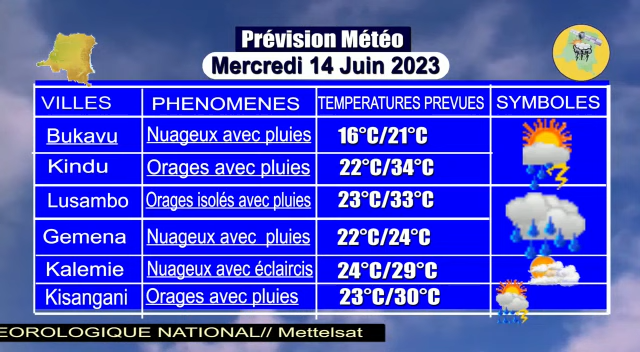 Prévision Météo
Mercredi 14 Juin 2023
VILLES PHENOMENES TEMPERATURES PREVUES SYMBOLES
Bukavu Nuageux avec pluies 16°C/21°C
Kindu Orages avec pluies 22°C/34°C
Lusambo Orages isolés avec pluies 23°C/33°C
Gemena Nuageux avec pluies 22°C/24°C
Kalemie Nuageux avec éclaircis 24°C/29°C
Kisangani Orages avec pluies 23°C/30°C
EOROLOGIQUE NATIONAL// Mettelsat